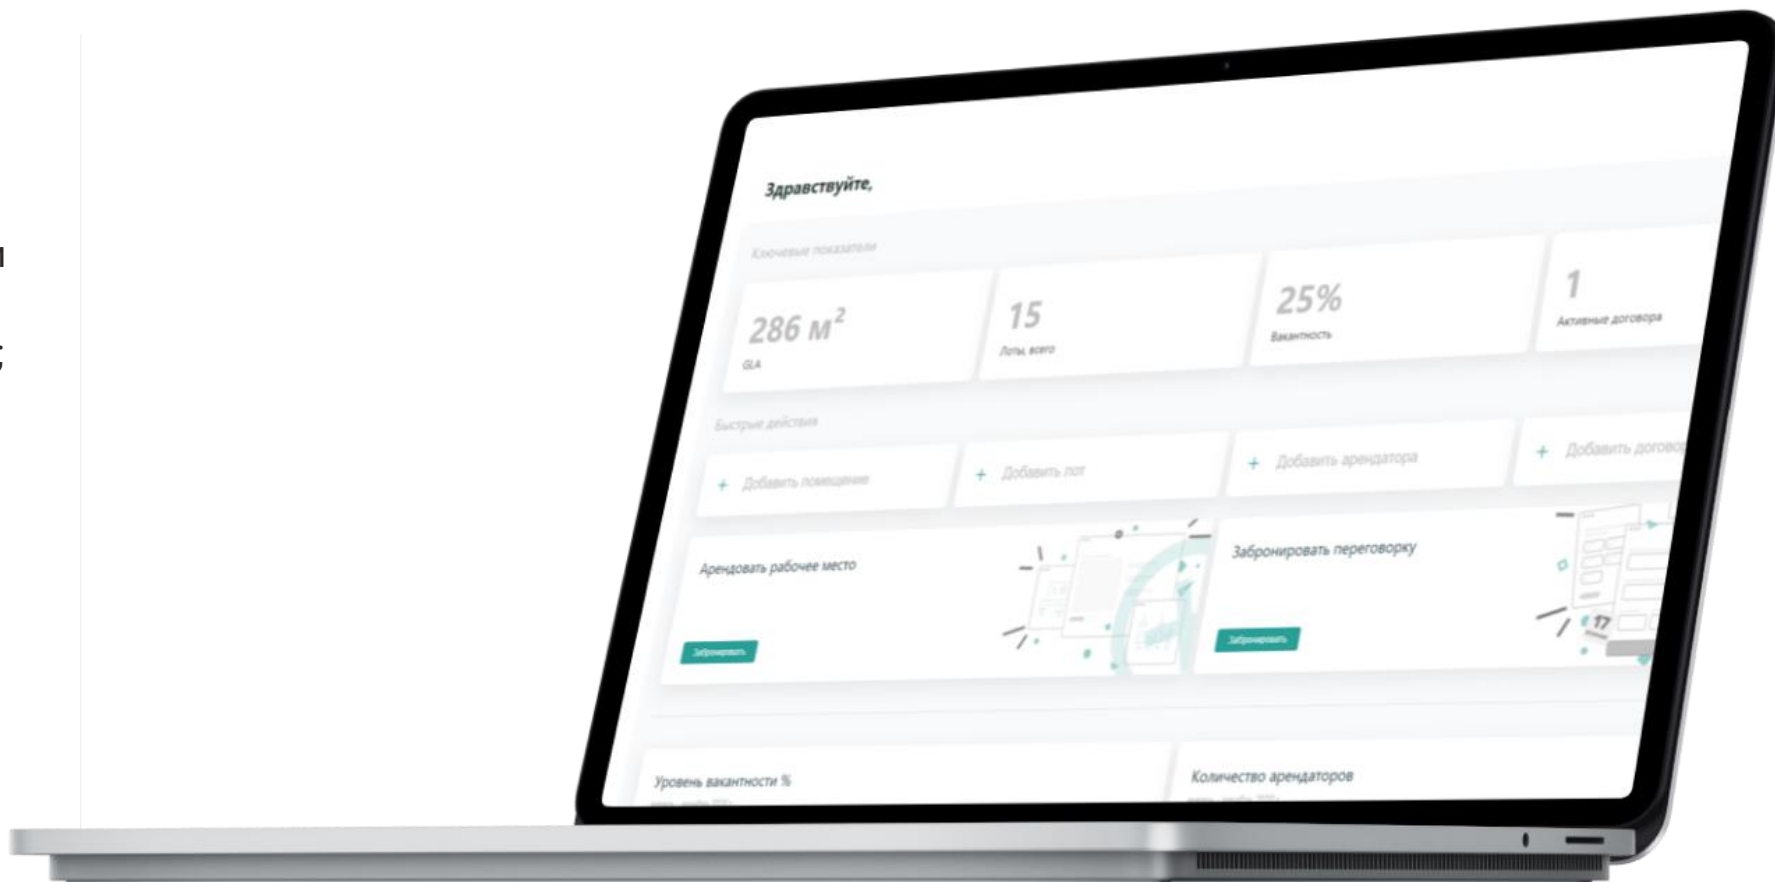 и
;
Здравствуйте,
Ключевые показатели
286 м²
GLA
15
Лоты, всего
25%
Вакантность
1
Активные договора
Быстрые действия
+ Добавить помещение
+ Добавить лот
+ Добавить арендатора
+ Добавить договор
Арендовать рабочее место
Забронировать
Забронировать переговорку
Забронировать
17
Уровень вакантности %
Количество арендаторов